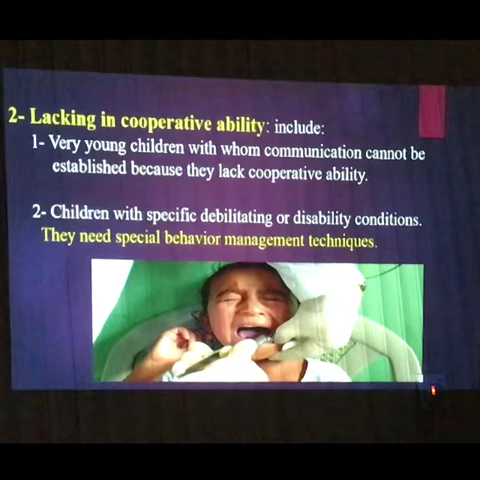 2- Lacking in cooperative ability: include:
1- Very young children with whom communication cannot be
established because they lack cooperative ability.
2- Children with specific debilitating or disability conditions.
They need special behavior management techniques.